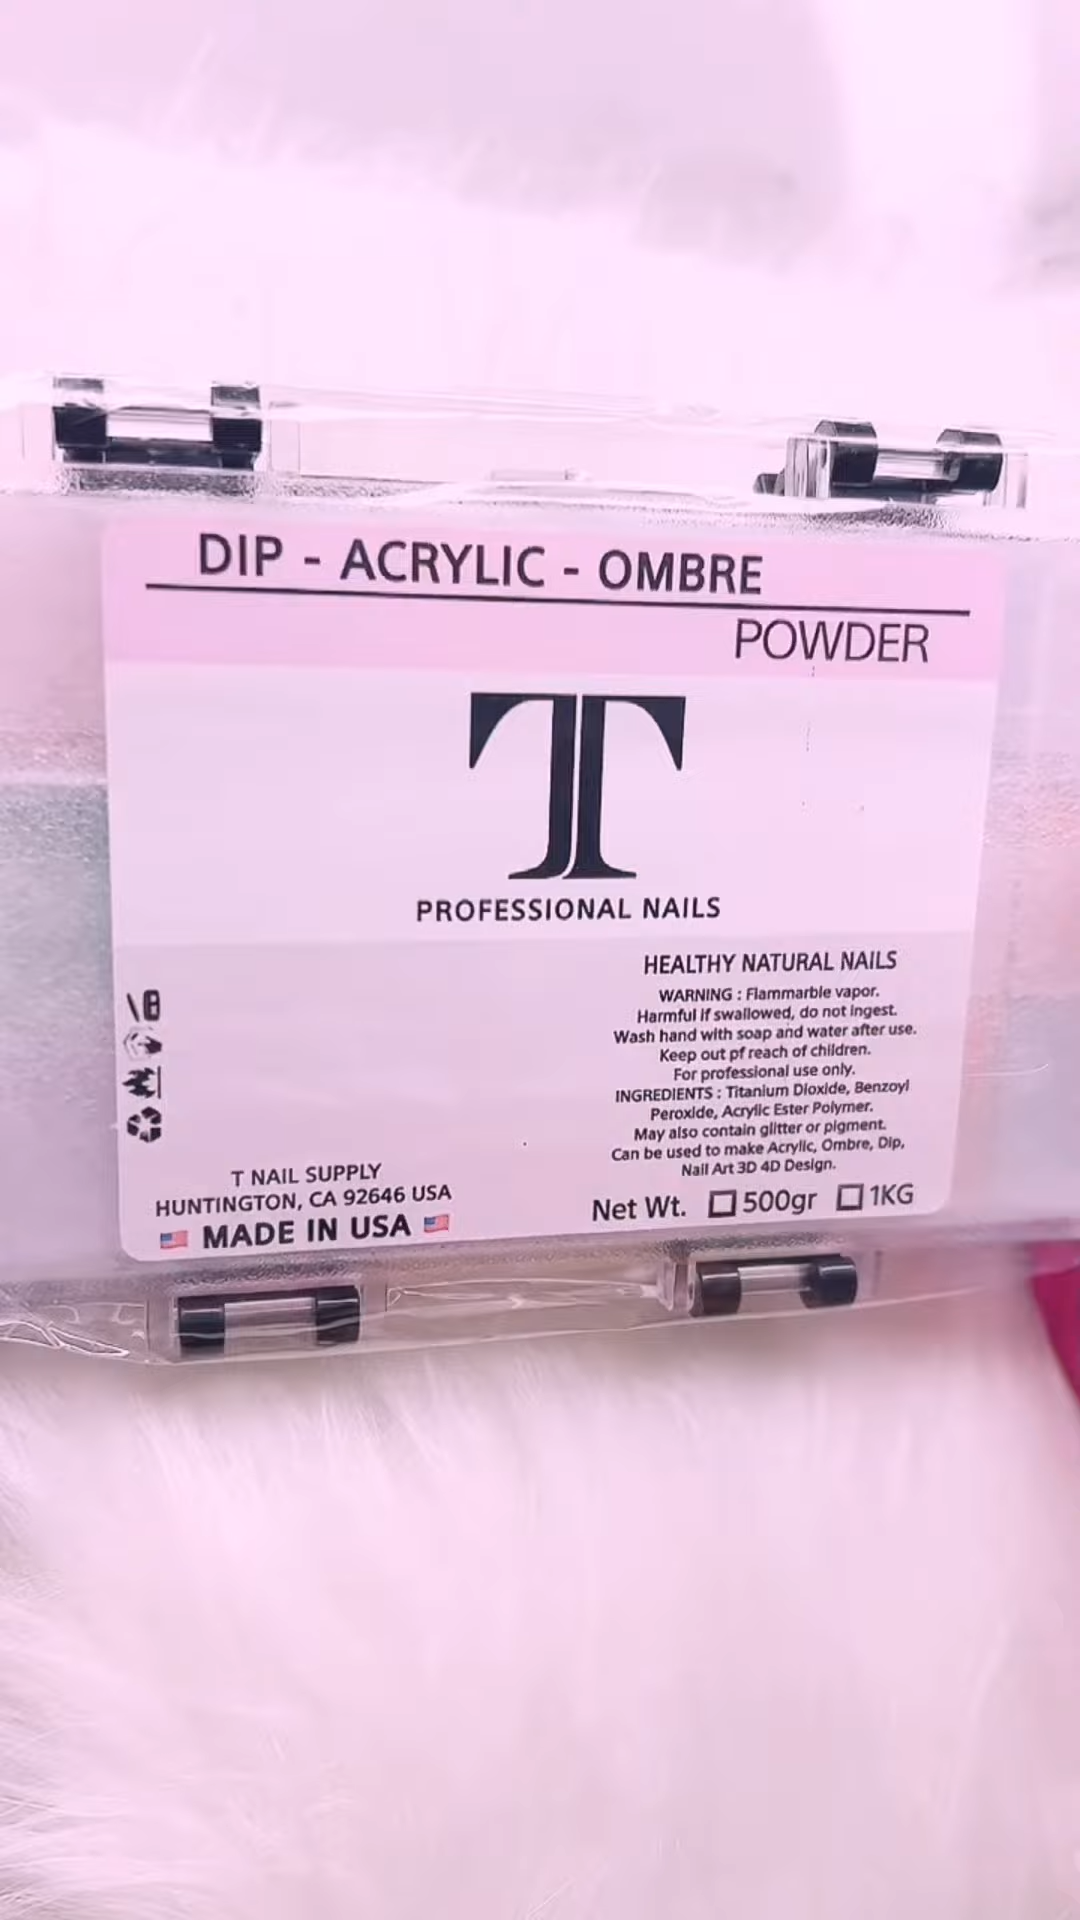 DIP - ACRYLIC - OMBRE
POWDER
T
PROFESSIONAL NAILS
HEALTHY NATURAL NAILS
WARNING : Flammarble vapor.
Harmful if swallowed, do not ingest.
Wash hand with soap and water after use.
Keep out pf reach of children.
For professional use only.
INGREDIENTS : Titanium Dioxide, Benzoyl
Peroxide, Acrylic Ester Polymer.
May also contain glitter or pigment.
Can be used to make Acrylic, Ombre, Dip,
Nail Art 3D 4D Design.
Net Wt. 500gr 1KG
T NAIL SUPPLY
HUNTINGTON, CA 92646 USA
MADE IN USA